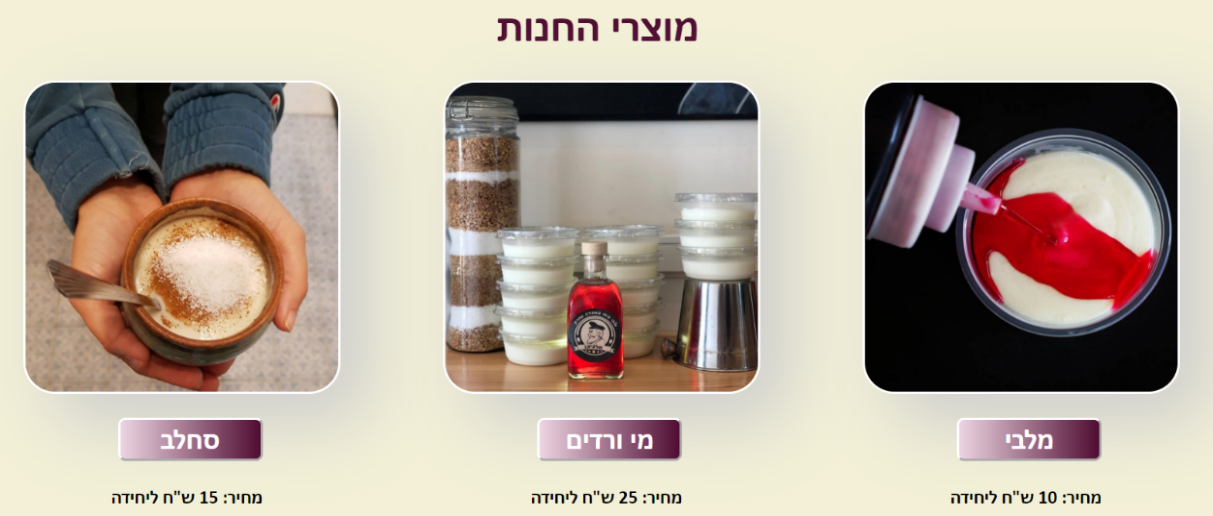 מוצרי החנות
מלבי
מחיר: 10 ש"ח ליחידה
מי ורדים
מחיר: 25 ש"ח ליחידה
סחלב
מחיר: 15 ש"ח ליחידה